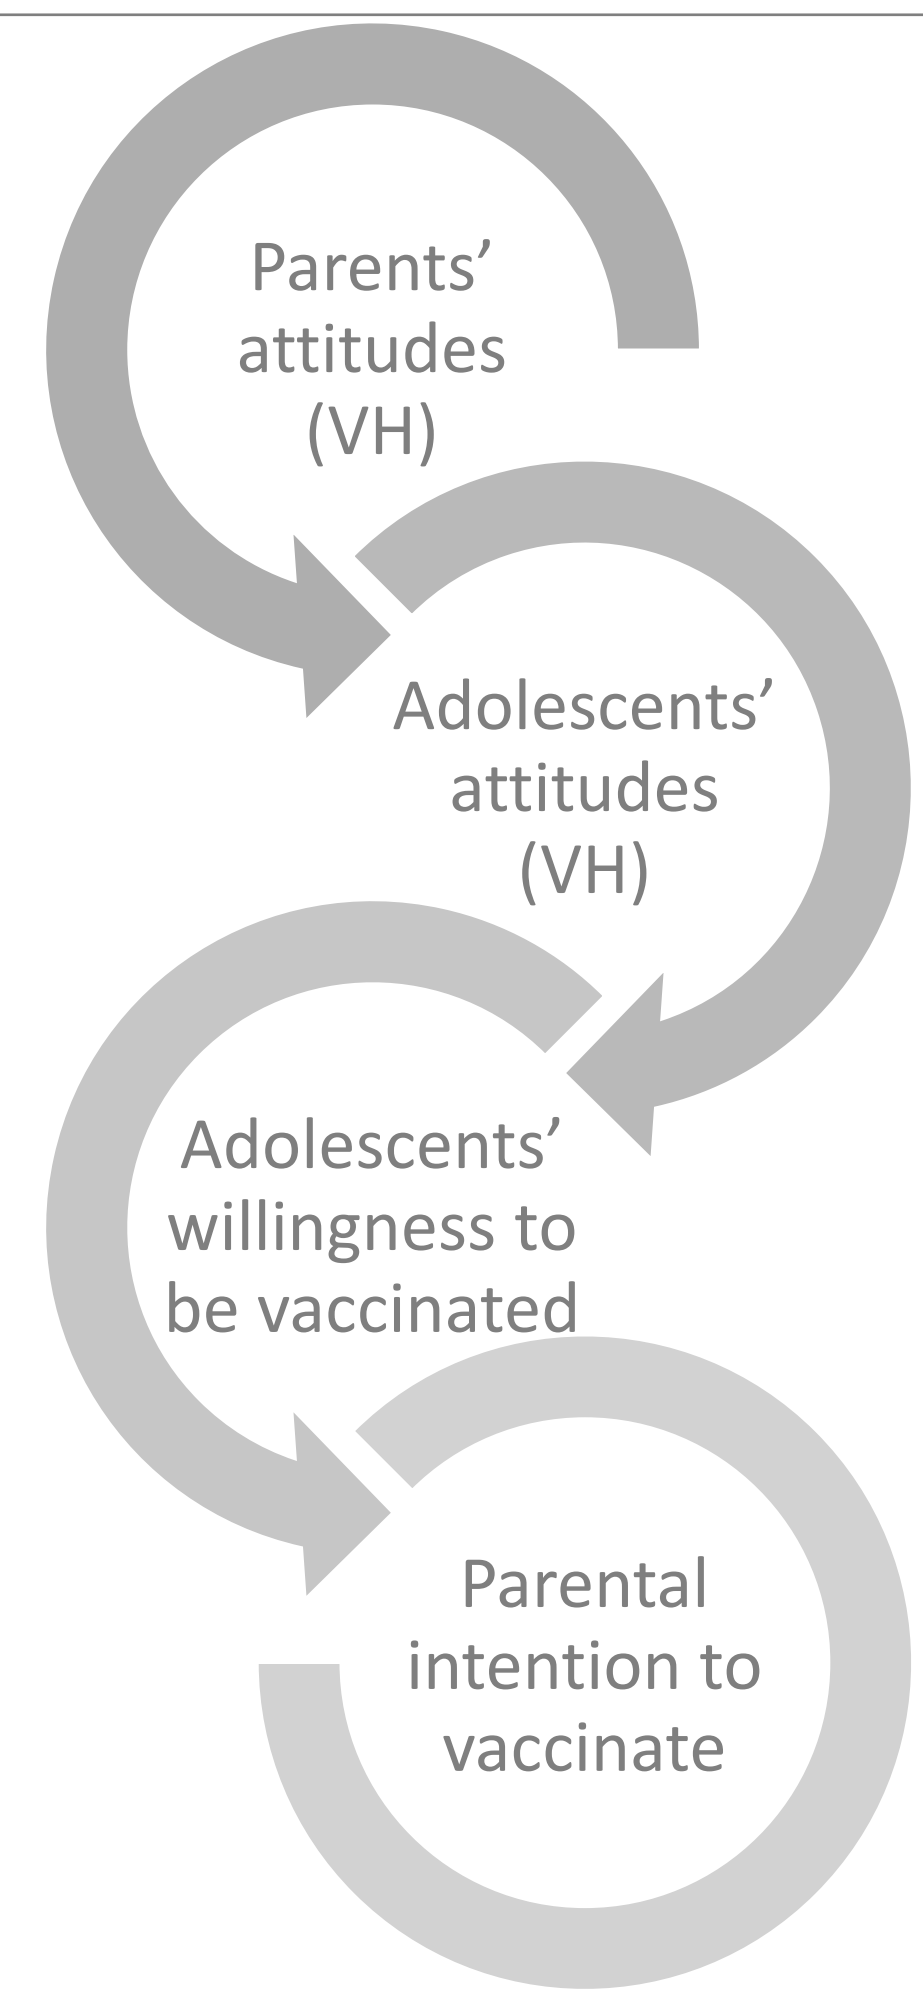 Parents’
attitudes
(VH)
Adolescents’
attitudes
(VH)
Adolescents’
willingness to
be vaccinated
Parental
intention to
vaccinate